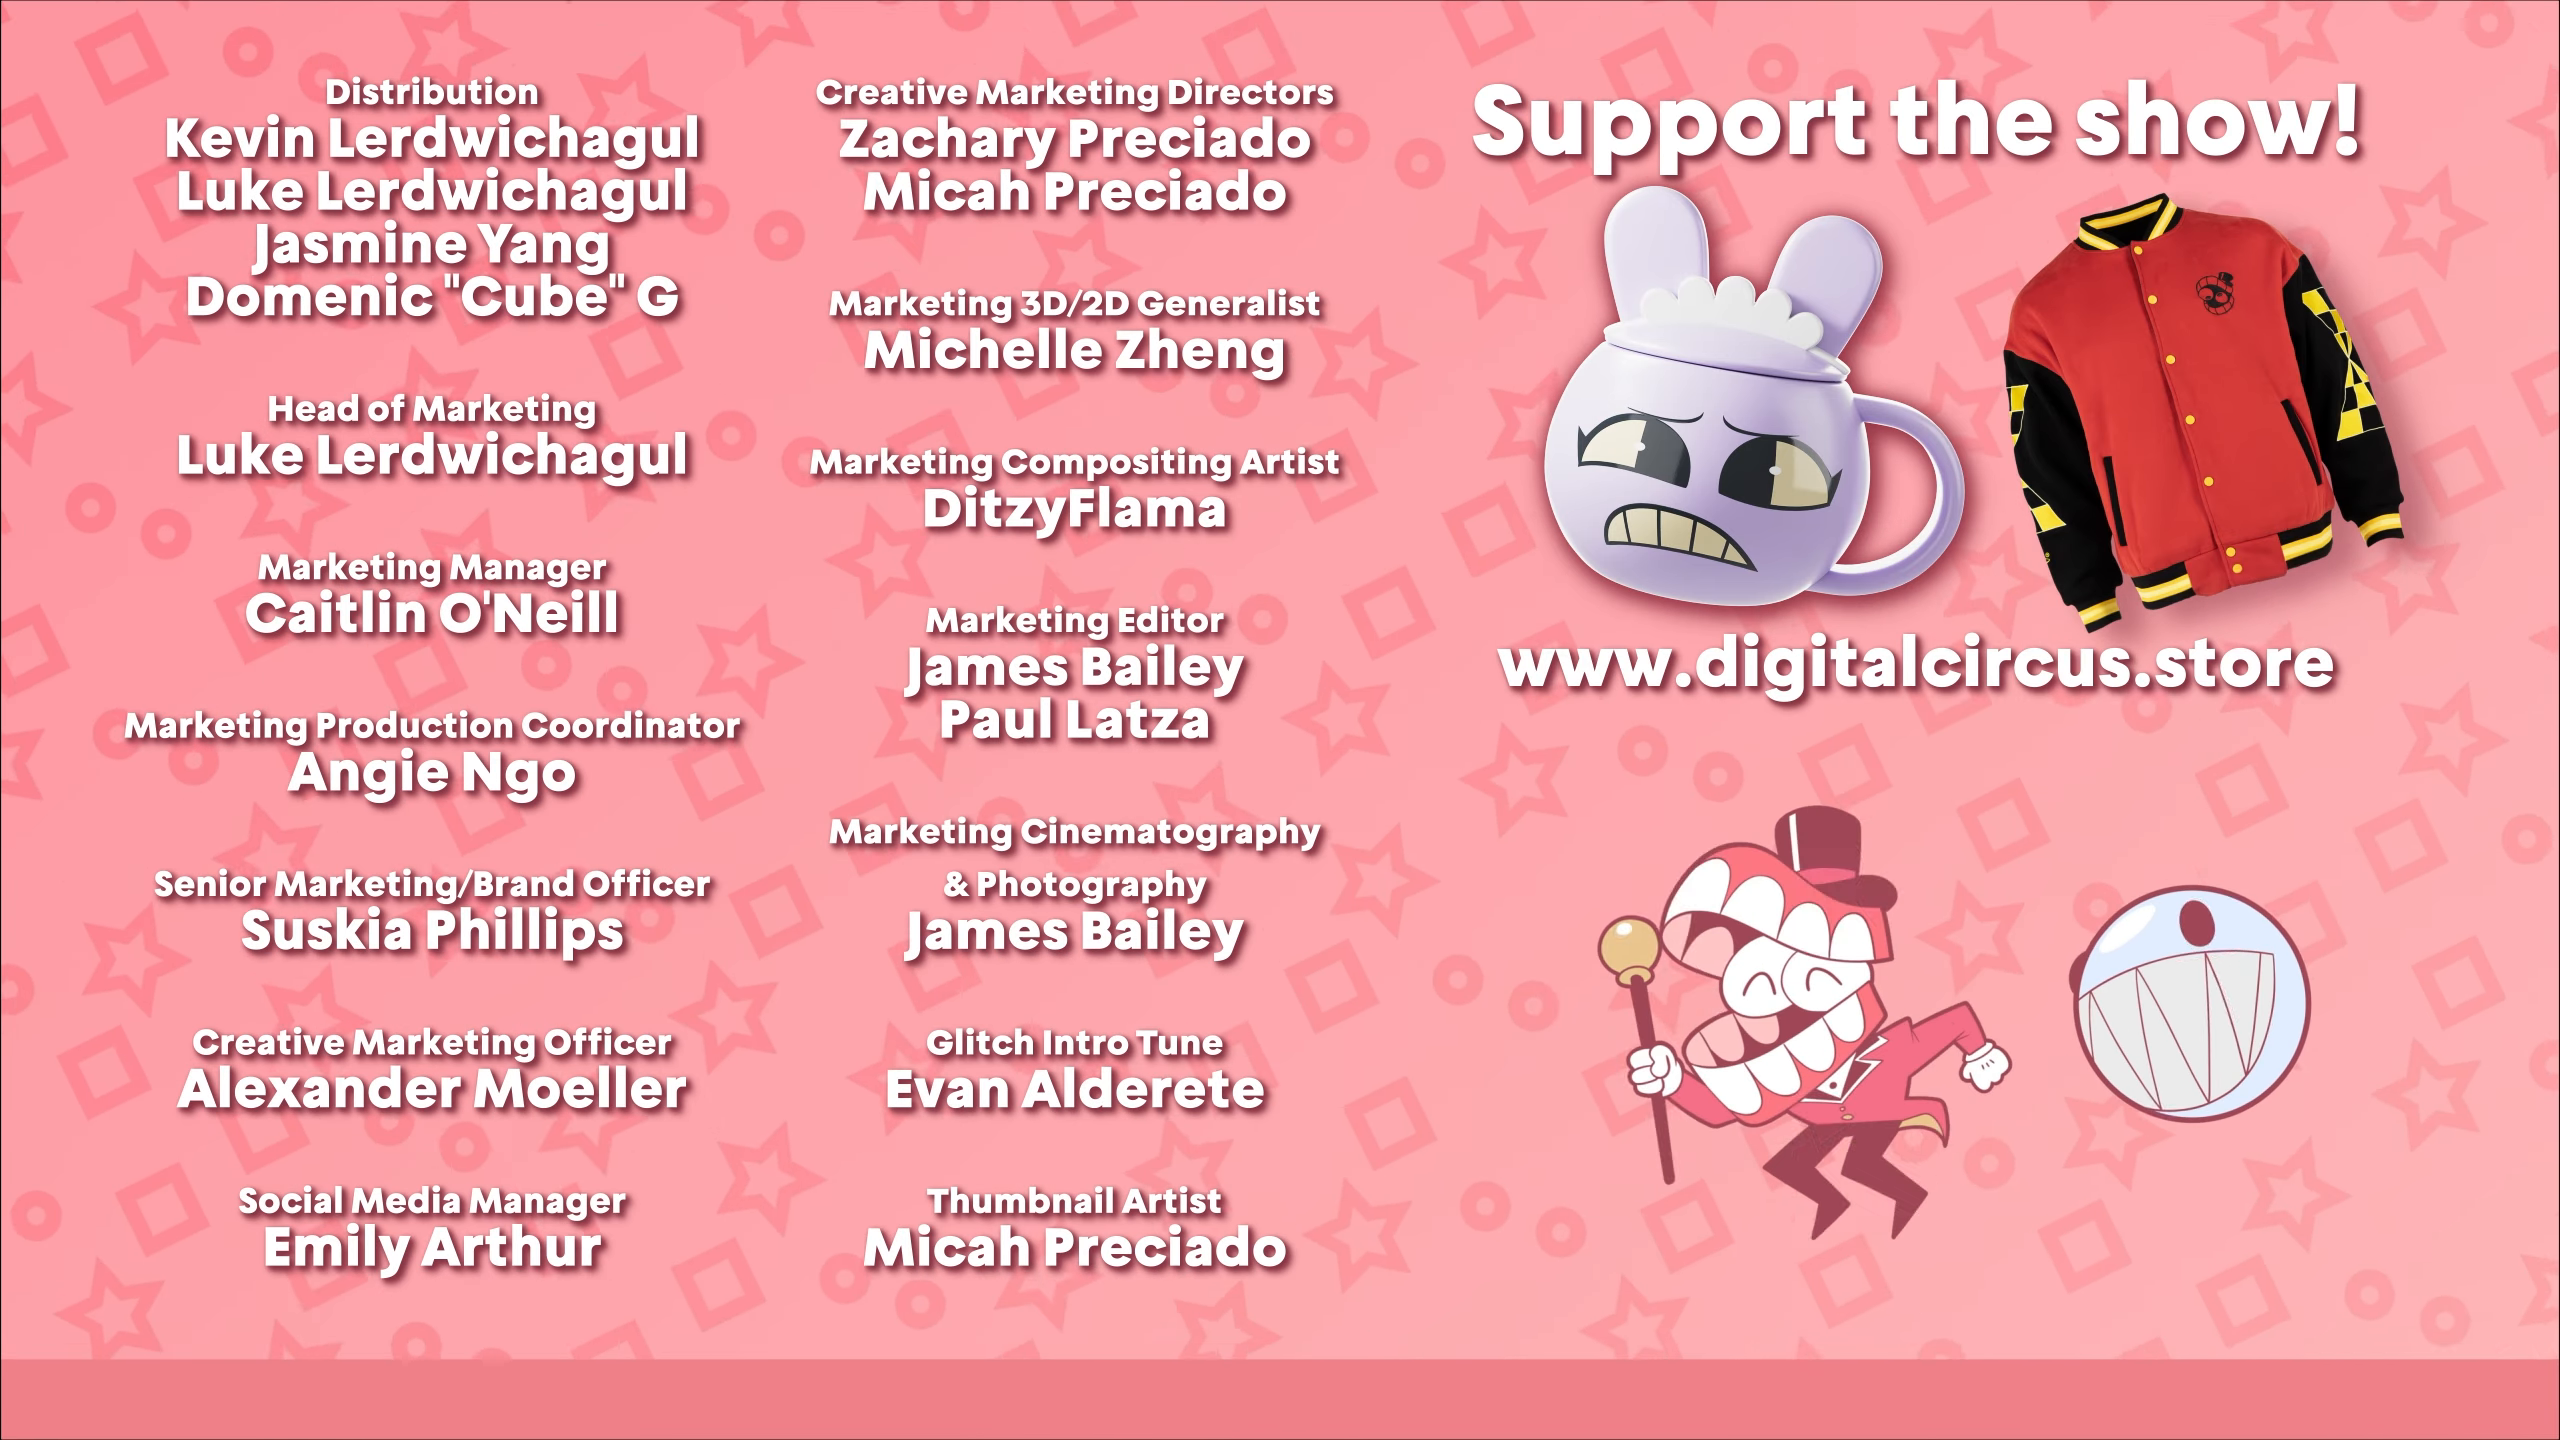 Distribution
Kevin Lerdwichagul
Luke Lerdwichagul
Jasmine Yang
Domenic "Cube" G
Head of Marketing
Luke Lerdwichagul
Marketing Manager
Caitlin O'Neill
Marketing Production Coordinator
Angie Ngo
Senior Marketing/Brand Officer
Suskia Phillips
Creative Marketing Officer
Alexander Moeller
Social Media Manager
Emily Arthur
Creative Marketing Directors
Zachary Preciado
Micah Preciado
Marketing 3D/2D Generalist
Michelle Zheng
Marketing Compositing Artist
DitzyFlama
Marketing Editor
James Bailey
Paul Latza
Marketing Cinematography
& Photography
James Bailey
Glitch Intro Tune
Evan Alderete
Thumbnail Artist
Micah Preciado
Support the show!
www.digitalcircus.store